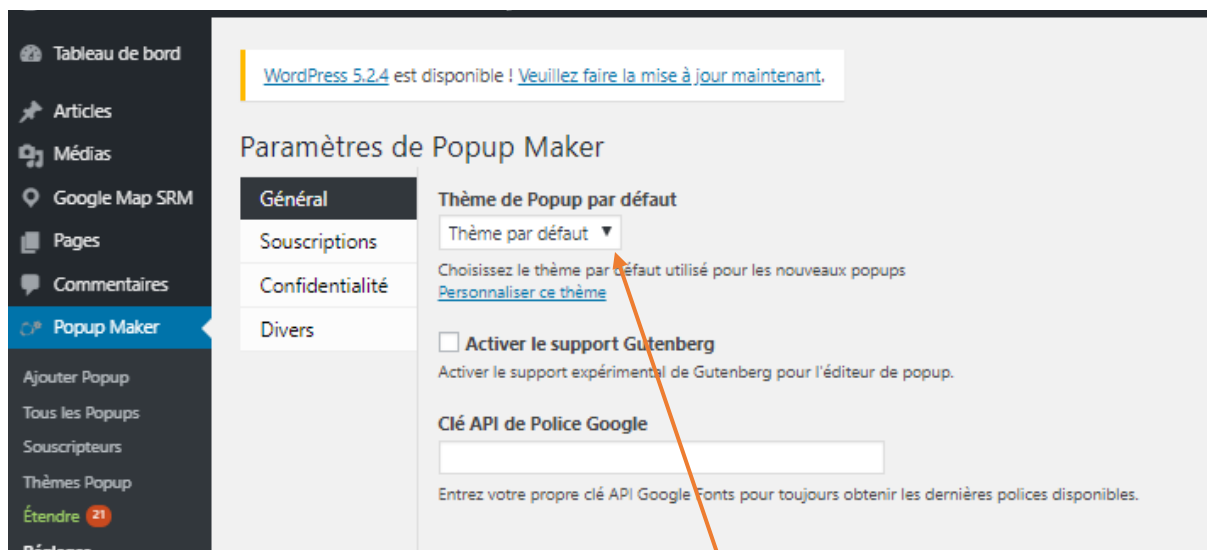 Tableau de bord
Articles
Médias
Google Map SRM
Pages
Commentaires
Popup Maker
Ajouter Popup
Tous les Popups
Souscripteurs
Thèmes Popup
Étendre 21
WordPress 5.2.4 est disponible ! Veuillez faire la mise à jour maintenant.
Paramètres de Popup Maker
Général
Souscriptions
Confidentialité
Divers
Thème de Popup par défaut
Thème par défaut
Choisissez le thème par défaut utilisé pour les nouveaux popups
Personnaliser ce thème
Activer le support Gutenberg
Activer le support expérimental de Gutenberg pour l'éditeur de popup.
Clé API de Police Google
Entrez votre propre clé API Google Fonts pour toujours obtenir les dernières polices disponibles.